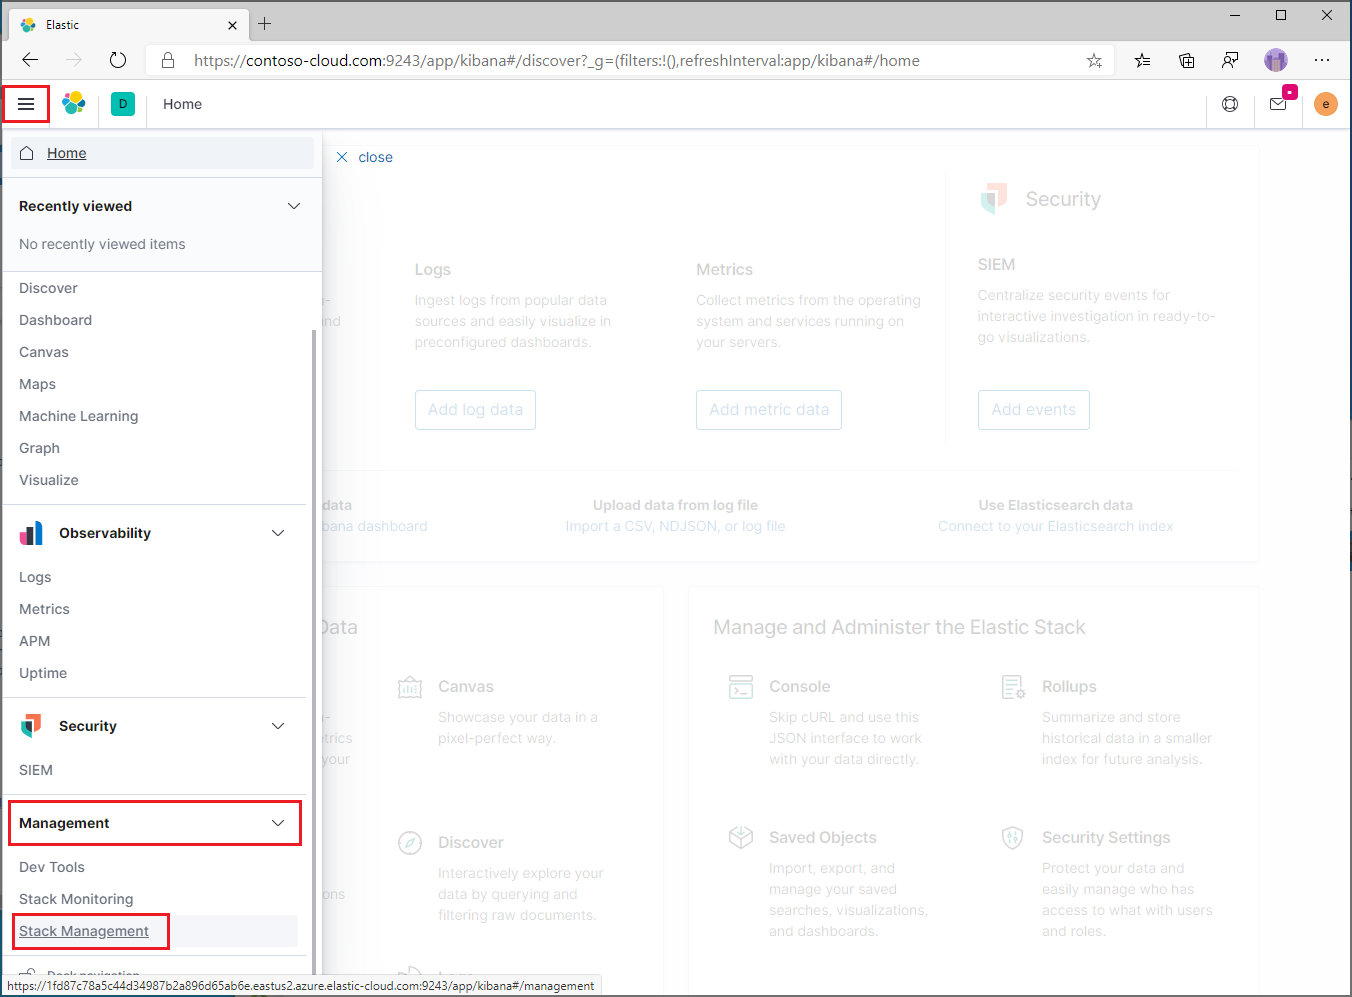 Elastic
https://contoso-cloud.com:9243/app/kibana#/discover?_g=(filters:!(),refreshInterval:app/kibana#/home
D
Home
e
Home
close
Recently viewed
No recently viewed items
Discover
Dashboard
Canvas
Maps
Machine Learning
Graph
Visualize
Observability
Logs
Metrics
APM
Uptime
Security
SIEM
Management
Dev Tools
Stack Monitoring
Stack Management
Dock navigation
https://1fd87c78a5c44d34987b2a896d65ab6e.eastus2.azure.elastic-cloud.com:9243/app/kibana#/management
Logs
Ingest logs from popular data
sources and easily visualize in
preconfigured dashboards.
Add log data
Metrics
Collect metrics from the operating
system and services running on
your servers.
Add metric data
Security
SIEM
Centralize security events for
interactive investigation in ready-to-
go visualizations.
Add events
data
bana dashboard
Upload data from log file
Import a CSV, NDJSON, or log file
Use Elasticsearch data
Connect to your Elasticsearch index
Data
Canvas
Showcase your data in a
pixel-perfect way.
Discover
Interactively explore your
data by querying and
filtering raw documents.
Manage and Administer the Elastic Stack
Console
Skip cURL and use this
JSON interface to work
with your data directly.
Rollups
Summarize and store
historical data in a smaller
index for future analysis.
Saved Objects
Import, export, and
manage your saved
searches, visualizations,
and dashboards.
Security Settings
Protect your data and
easily manage who has
access to what with users
and roles.